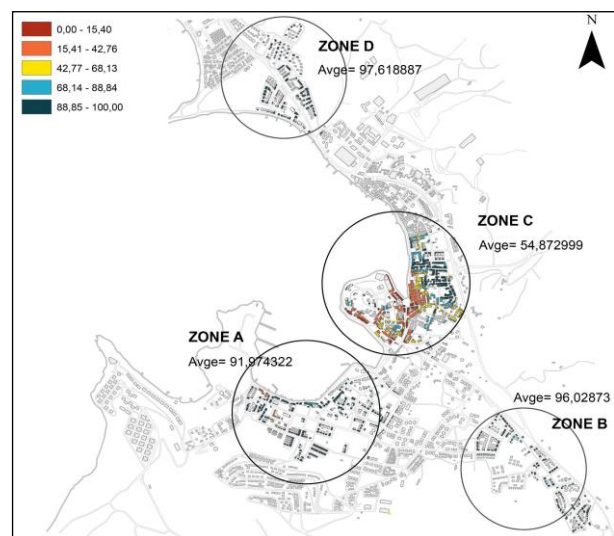 0,00 - 15,40
15,41 - 42,76
42,77 - 68,13
68,14 - 88,84
88,85 - 100,00
ZONE D
Avge= 97,618887
N
ZONE C
Avge= 54,872999
ZONE A
Avge= 91,974322
Avge= 96,02873
ZONE B